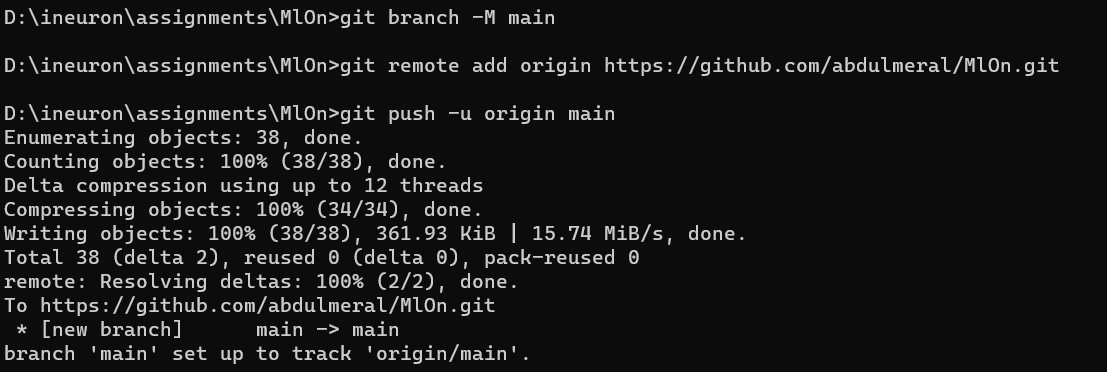 D:\ineuron\assignments\MlOn>git branch -M main
D:\ineuron\assignments\MlOn>git remote add origin https://github.com/abdulmeral/MlOn.git
D:\ineuron\assignments\MlOn>git push -u origin main
Enumerating objects: 38, done.
Counting objects: 100% (38/38), done.
Delta compression using up to 12 threads
Compressing objects: 100% (34/34), done.
Writing objects: 100% (38/38), 361.93 KiB | 15.74 MiB/s, done.
Total 38 (delta 2), reused 0 (delta 0), pack-reused 0
remote: Resolving deltas: 100% (2/2), done.
To https://github.com/abdulmeral/MlOn.git
 * [new branch]      main -> main
branch 'main' set up to track 'origin/main'.